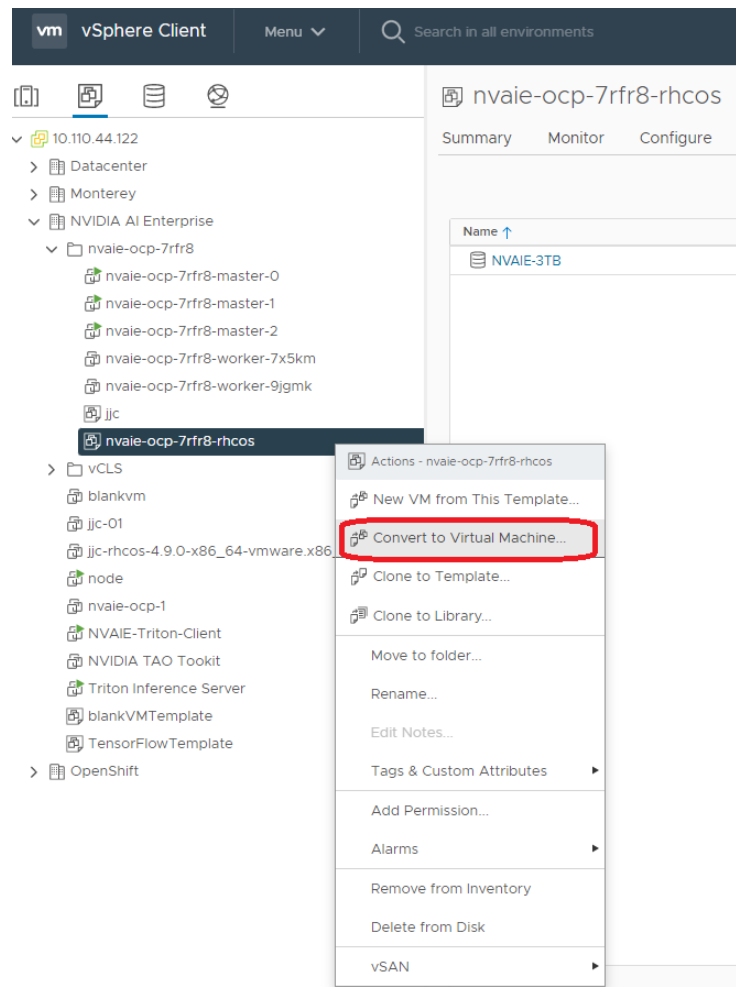 vm vSphere Client Menu Search in all environments
nvaie-ocp-7rfr8-rhcos
Summary Monitor Configure
10.110.44.122
Datacenter
Monterey
NVIDIA AI Enterprise
nvaie-ocp-7rfr8
nvaie-ocp-7rfr8-master-0
nvaie-ocp-7rfr8-master-1
nvaie-ocp-7rfr8-master-2
nvaie-ocp-7rfr8-worker-7x5km
nvaie-ocp-7rfr8-worker-9jgmk
jjc
nvaie-ocp-7rfr8-rhcos
vCLS
blankvm
jjc-01
jjc-rhcos-4.9.0-x86_64-vmware.x86_
node
nvaie-ocp-1
NVAIE-Triton-Client
NVIDIA TAO Tookit
Triton Inference Server
blankVMTemplate
TensorFlowTemplate
OpenShift
Name
NVAIE-3TB
Actions - nvaie-ocp-7rfr8-rhcos
New VM from This Template...
Convert to Virtual Machine...
Clone to Template...
Clone to Library...
Move to folder...
Rename...
Edit Notes...
Tags & Custom Attributes
Add Permission...
Alarms
Remove from Inventory
Delete from Disk
vSAN